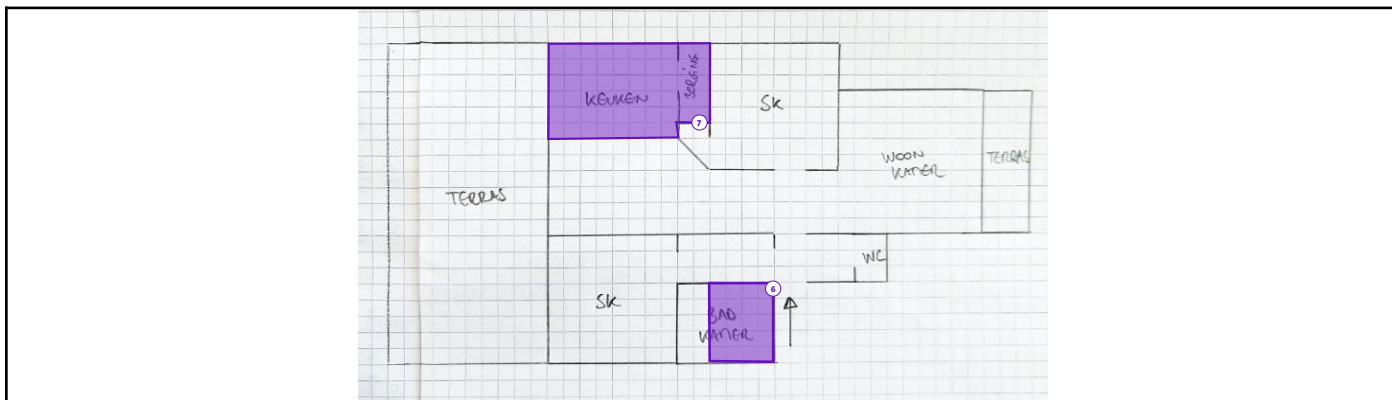 KEUKEN
BERGING
SK
7
WOON
KAMER
TERRAS
TERRAS
WC
6
SK
BAD
KAMER